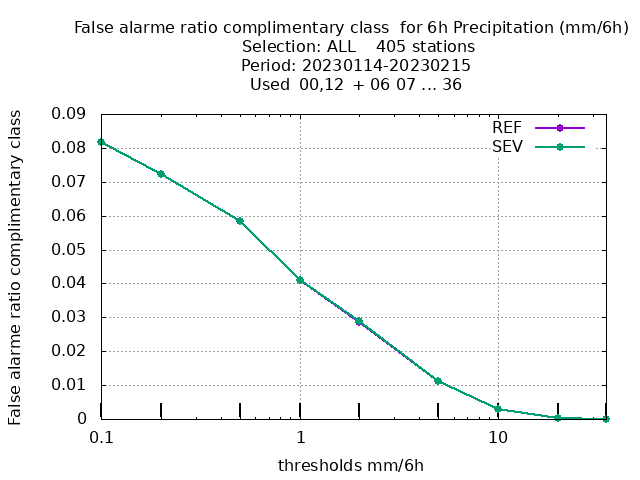 False alarme ratio complimentary class  for 6h Precipitation (mm/6h)
Selection: ALL    405 stations
Period: 20230114-20230215
Used  00,12  + 06 07 ... 36
False alarme ratio complimentary class
0.09
0.08
0.07
0.06
0.05
0.04
0.03
0.02
0.01
0
REF
SEV
0.1
1
10
thresholds mm/6h